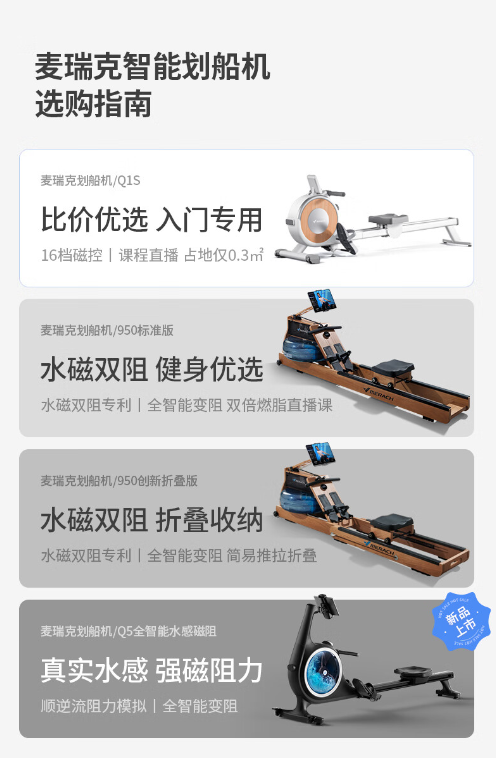 麦瑞克智能划船机
选购指南
麦瑞克划船机/Q1S
比价优选 入门专用
16档磁控丨课程直播 占地仅0.3㎡
麦瑞克划船机/950标准版
水磁双阻 健身优选
水磁双阻专利丨全智能变阻 双倍燃脂直播课
MERACH
麦瑞克划船机/950创新折叠版
水磁双阻 折叠收纳
水磁双阻专利丨全智能变阻 简易推拉折叠
MERACH
新品
上市
麦瑞克划船机/Q5全智能水感磁阻
真实水感 强磁阻力
顺逆流阻力模拟丨全智能变阻